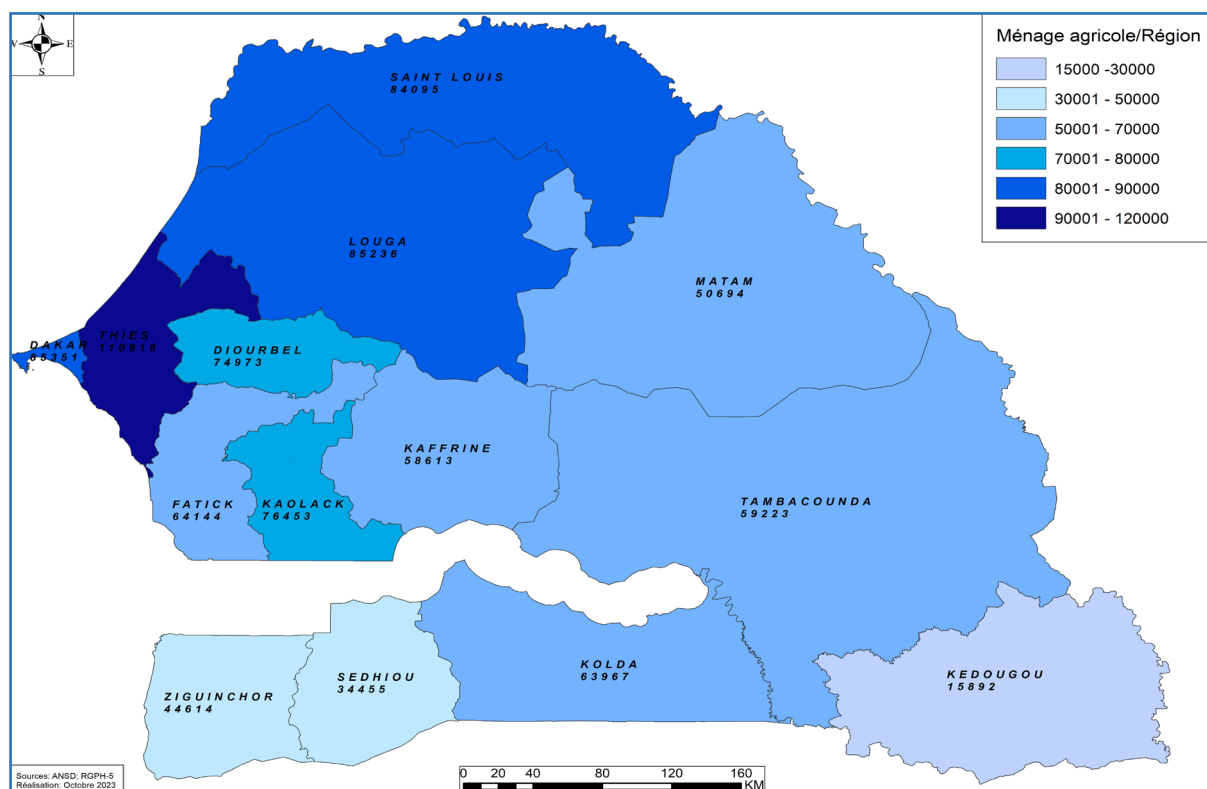 N
V E
S
Ménage agricole/Région
15000 -30000
30001 - 50000
50001 - 70000
70001 - 80000
80001 - 90000
90001 - 120000
SAINT LOUIS
84095
LOUGA
85236
MATAM
50694
THIES
110918
DAKAR
85351
DIOURBEL
74973
KAFFRINE
58613
FATICK
64144
KAOLACK
76453
TAMBACOUNDA
59223
KOLDA
63967
SEDHIOU
34455
ZIGUINCHOR
44614
KEDOUGOU
15892
Sources: ANSD; RGPH-5
Réalisation: Octobre 2023
0 20 40 80 120 160
KM